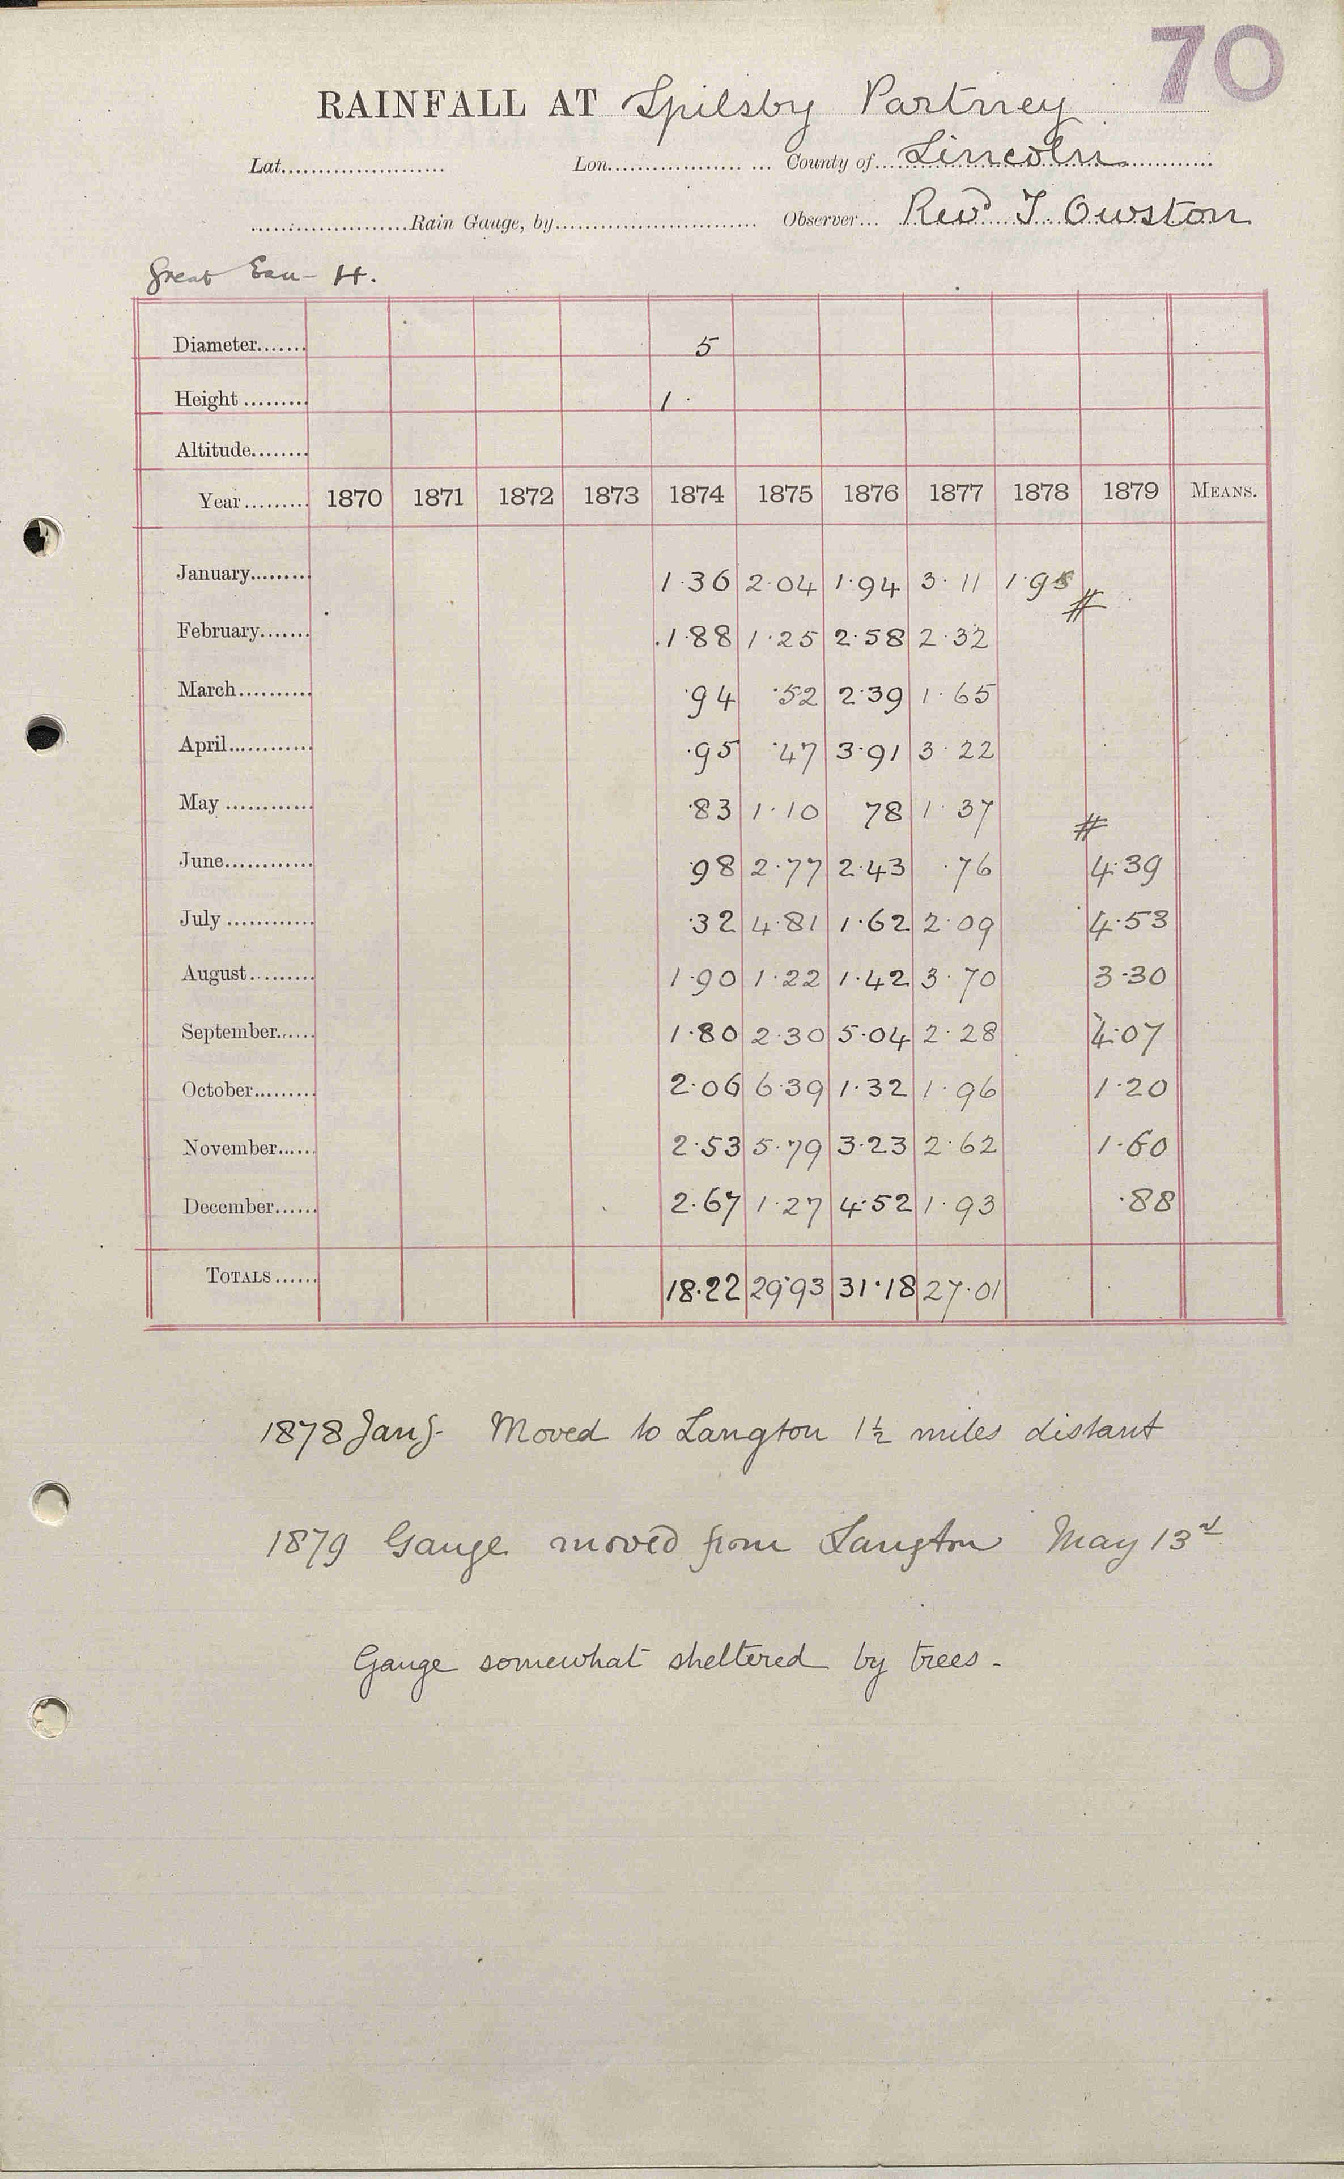 70
RAINFALL AT Spilsby Partney
Lat...................... Lon................... ... County of... Lincoln ............
.......................Rain Gauge, by............................ Observer... Revd T. Owston
Great Eau - H.
Diameter....... 5
Height ......... 1 ·
Altitude........
Year......... 1870 1871 1872 1873 1874 1875 1876 1877 1878 1879 MEANS.
January......... 1·36 2·04 1·94 3·11 1·95 #
February....... 1·88 1·25 2·58 2·32
March.......... ·94 ·52 2·39 1·65
April............ ·95 ·47 3·91 3·22
May ............ ·83 1·10 78 1·37 #
June............ ·98 2·77 2·43 ·76 4·39
July ............ ·32 4·81 1·62 2·09 4·53
August......... 1·90 1·22 1·42 3·70 3·30
September...... 1·80 2·30 5·04 2·28 4·07
October......... 2·06 6·39 1·32 1·96 1·20
November...... 2·53 5·79 3·23 2·62 1·60
December...... 2·67 1·27 4·52 1·93 ·88
TOTALS...... 18·22 29·93 31·18 27·01
1878 Jany. Moved to Langton 1½ miles distant
1879 Gauge moved from Langton May 13rd
Gauge somewhat sheltered by trees -